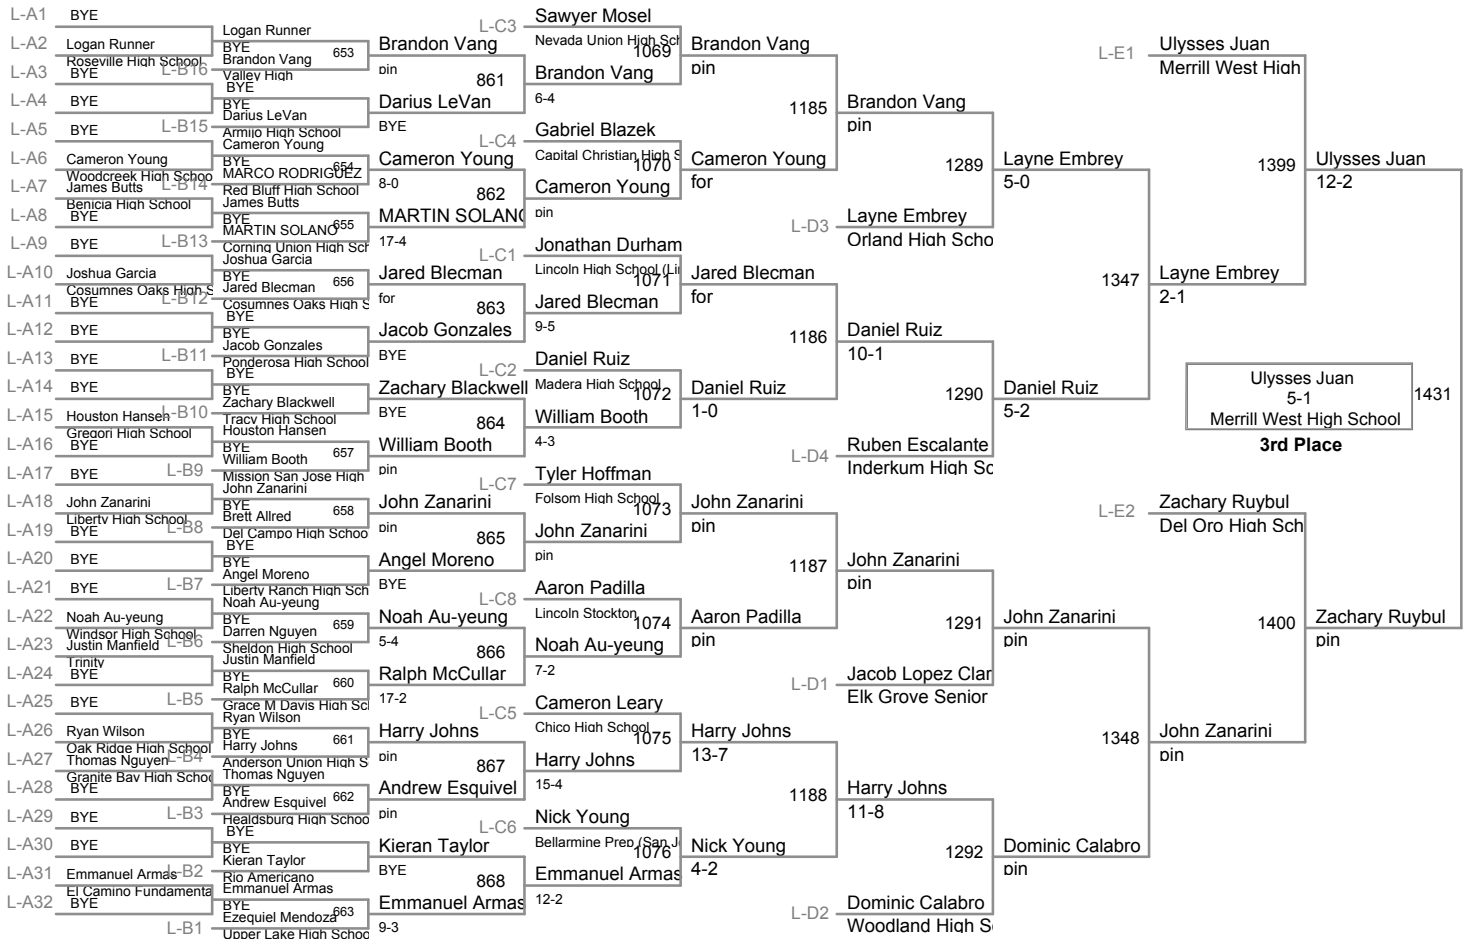 L-A1 BYE
L-A2 Logan Runner
Roseville High School
L-A3 BYE
L-A4 BYE
L-A5 BYE
L-A6 Cameron Young
Woodcreek High Schoo
L-A7 James Butts
Benicia High School
L-A8 BYE
L-A9 BYE
L-A10 Joshua Garcia
Cosumnes Oaks High S
L-A11 BYE
L-A12 BYE
L-A13 BYE
L-A14 BYE
L-A15 Houston Hansen
Gregori High School
L-A16 BYE
L-A17 BYE
L-A18 John Zanarini
Liberty High School
L-A19 BYE
L-A20 BYE
L-A21 BYE
L-A22 Noah Au-yeung
Windsor High School
L-A23 Justin Manfield
Trinity
L-A24 BYE
L-A25 BYE
L-A26 Ryan Wilson
Oak Ridge High School
L-A27 Thomas Nguyen
Granite Bay High Schoo
L-A28 BYE
L-A29 BYE
L-A30 BYE
L-A31 Emmanuel Armas
El Camino Fundamenta
L-A32 BYE
Logan Runner
BYE
653
L-B16 Brandon Vang
Valley High
BYE
BYE
L-B15 Darius LeVan
Armijo High School
Cameron Young
BYE
654
L-B14 MARCO RODRIGUEZ
Red Bluff High School
James Butts
BYE
655
L-B13 MARTIN SOLANO
Corning Union High Sch
Joshua Garcia
BYE
656
L-B12 Jared Blecman
Cosumnes Oaks High S
BYE
BYE
L-B11 Jacob Gonzales
Ponderosa High School
BYE
BYE
L-B10 Zachary Blackwell
Tracy High School
Houston Hansen
BYE
657
L-B9 William Booth
Mission San Jose High
John Zanarini
BYE
658
L-B8 Brett Allred
Del Campo High Schoo
BYE
BYE
L-B7 Angel Moreno
Liberty Ranch High Sch
Noah Au-yeung
BYE
659
L-B6 Darren Nguyen
Sheldon High School
Justin Manfield
BYE
660
L-B5 Ralph McCullar
Grace M Davis High Scl
Ryan Wilson
BYE
661
L-B4 Harry Johns
Anderson Union High S
Thomas Nguyen
BYE
662
L-B3 Andrew Esquivel
Healdsburg High Schoo
BYE
BYE
L-B2 Kieran Taylor
Rio Americano
Emmanuel Armas
BYE
663
L-B1 Ezequiel Mendoza
Upper Lake High Schoo
Brandon Vang
pin
861
Darius LeVan
BYE
Cameron Young
8-0
862
MARTIN SOLANO
17-4
Jared Blecman
for
863
Jacob Gonzales
BYE
Zachary Blackwell
BYE
864
William Booth
pin
John Zanarini
pin
865
Angel Moreno
BYE
Noah Au-yeung
5-4
866
Ralph McCullar
17-2
Harry Johns
pin
867
Andrew Esquivel
pin
Kieran Taylor
BYE
868
Emmanuel Armas
9-3
L-C3 Sawyer Mosel
Nevada Union High Sch
1069
Brandon Vang
6-4
L-C4 Gabriel Blazek
Capital Christian High S
1070
Cameron Young
pin
L-C1 Jonathan Durham
Lincoln High School (Li
1071
Jared Blecman
9-5
L-C2 Daniel Ruiz
Madera High School
1072
William Booth
4-3
L-C7 Tyler Hoffman
Folsom High School
1073
John Zanarini
pin
L-C8 Aaron Padilla
Lincoln Stockton
1074
Noah Au-yeung
7-2
L-C5 Cameron Leary
Chico High School
1075
Harry Johns
15-4
L-C6 Nick Young
Bellarmine Prep (San J
1076
Emmanuel Armas
12-2
Brandon Vang
pin
1185
Cameron Young
for
Jared Blecman
for
1186
Daniel Ruiz
1-0
John Zanarini
pin
1187
Aaron Padilla
pin
Harry Johns
13-7
1188
Nick Young
4-2
Brandon Vang
pin
1289
L-D3 Layne Embrey
Orland High Scho
Daniel Ruiz
10-1
1290
L-D4 Ruben Escalante
Inderkum High Sc
John Zanarini
pin
1291
L-D1 Jacob Lopez Clar
Elk Grove Senior
Harry Johns
11-8
1292
L-D2 Dominic Calabro
Woodland High S
Layne Embrey
5-0
1347
Daniel Ruiz
5-2
John Zanarini
pin
1348
Dominic Calabro
pin
L-E1 Ulysses Juan
Merrill West High
1399
Layne Embrey
2-1
L-E2 Zachary Ruybul
Del Oro High Sch
1400
John Zanarini
pin
Ulysses Juan
12-2
1431
Zachary Ruybul
pin
Ulysses Juan
5-1
Merrill West High School
3rd Place